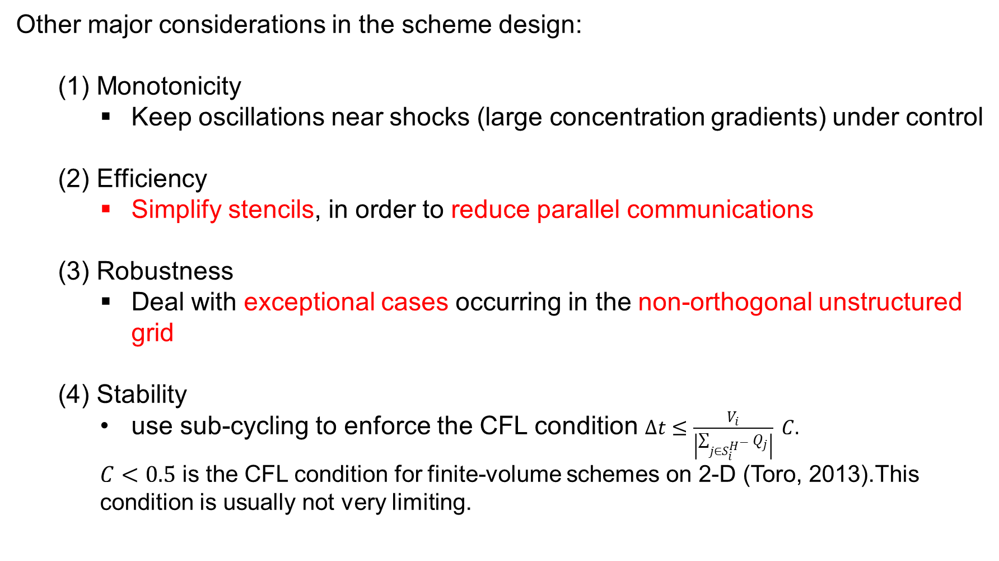 Other major considerations in the scheme design:
(1) Monotonicity
▪ Keep oscillations near shocks (large concentration gradients) under control
(2) Efficiency
▪ Simplify stencils, in order to reduce parallel communications
(3) Robustness
▪ Deal with exceptional cases occurring in the non-orthogonal unstructured
grid
(4) Stability
• use sub-cycling to enforce the CFL condition $\Delta t \leq \frac{V_i}{\left|\sum_{j \in S_i^{H-}} Q_j\right|} C$.
C < 0.5 is the CFL condition for finite-volume schemes on 2-D (Toro, 2013).This
condition is usually not very limiting.